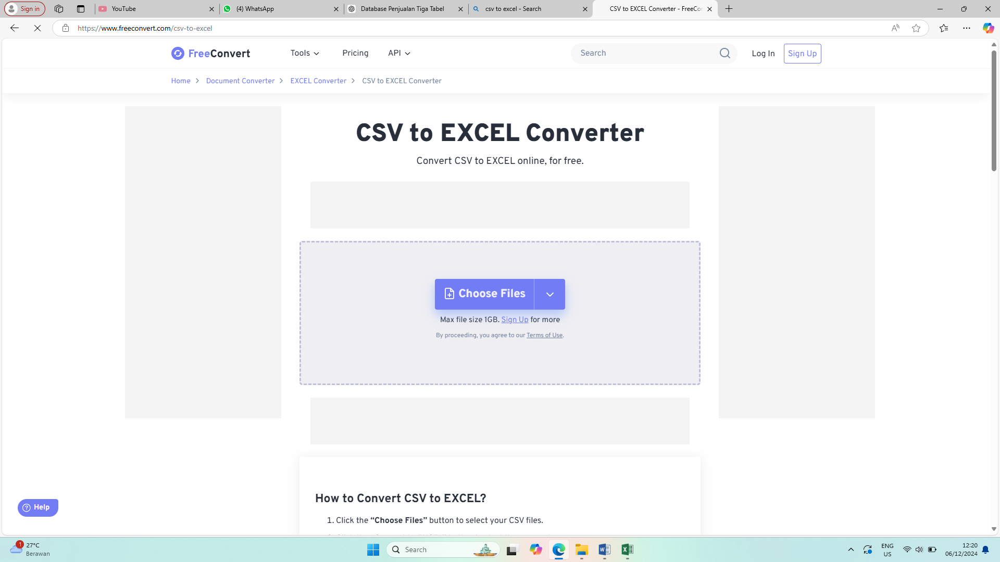 Sign in
YouTube
(4) WhatsApp
Database Penjualan Tiga Tabel
csv to excel - Search
CSV to EXCEL Converter - FreeCo
https://www.freeconvert.com/csv-to-excel
FreeConvert
Tools
Pricing
API
Search
Log In
Sign Up
Home
Document Converter
EXCEL Converter
CSV to EXCEL Converter
CSV to EXCEL Converter
Convert CSV to EXCEL online, for free.
Choose Files
Max file size 1GB. Sign Up for more
By proceeding, you agree to our Terms of Use.
How to Convert CSV to EXCEL?
1. Click the “Choose Files” button to select your CSV files.
Help
1
27°C
Berawan
Search
ENG
US
12:20
06/12/2024